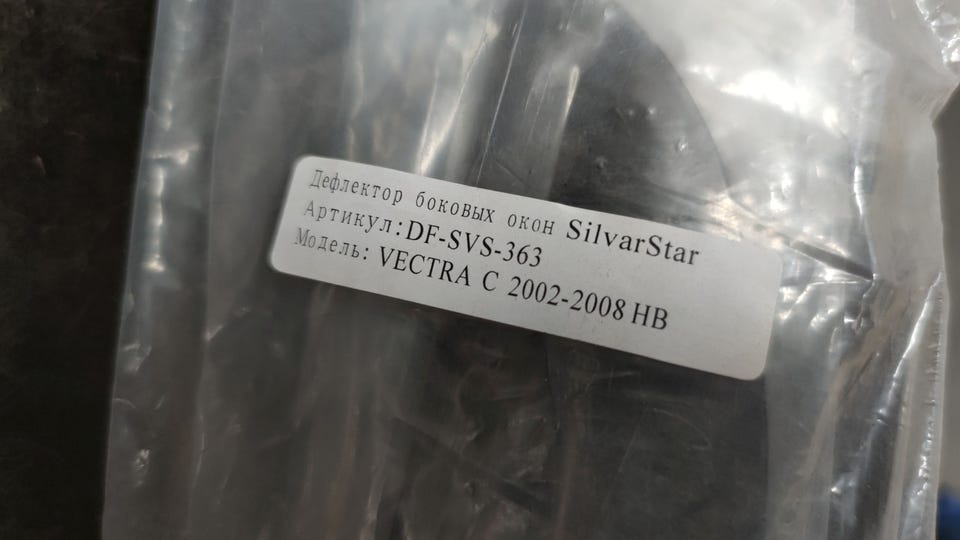 Дефлектор боковых окон SilvarStar
Артикул:DF-SVS-363
Модель: VECTRA C 2002-2008 HB